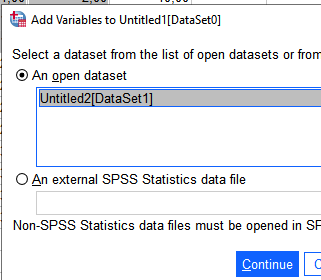 Add Variables to Untitled1[DataSet0]
Select a dataset from the list of open datasets or from
An open dataset
Untitled2[DataSet1]
An external SPSS Statistics data file
Non-SPSS Statistics data files must be opened in SP
Continue